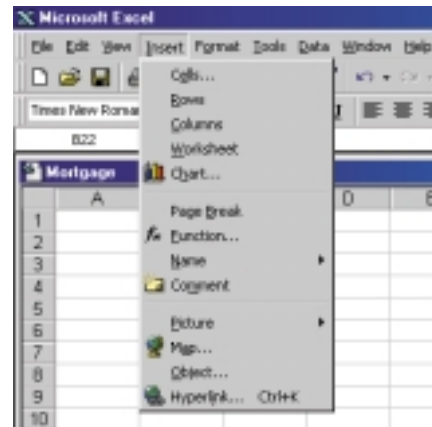 Microsoft Excel
File Edit View Insert Format Tools Data Window Help
Cells...
Rows
Times New Roma
Columns
B22
Worksheet
Mortgage
Chart...
A D E
Page Break
1
Function...
2
Name
3
Comment
4
5
Picture
6
Map...
7
Object...
8
Hyperlink... Ctrl+K
9
10